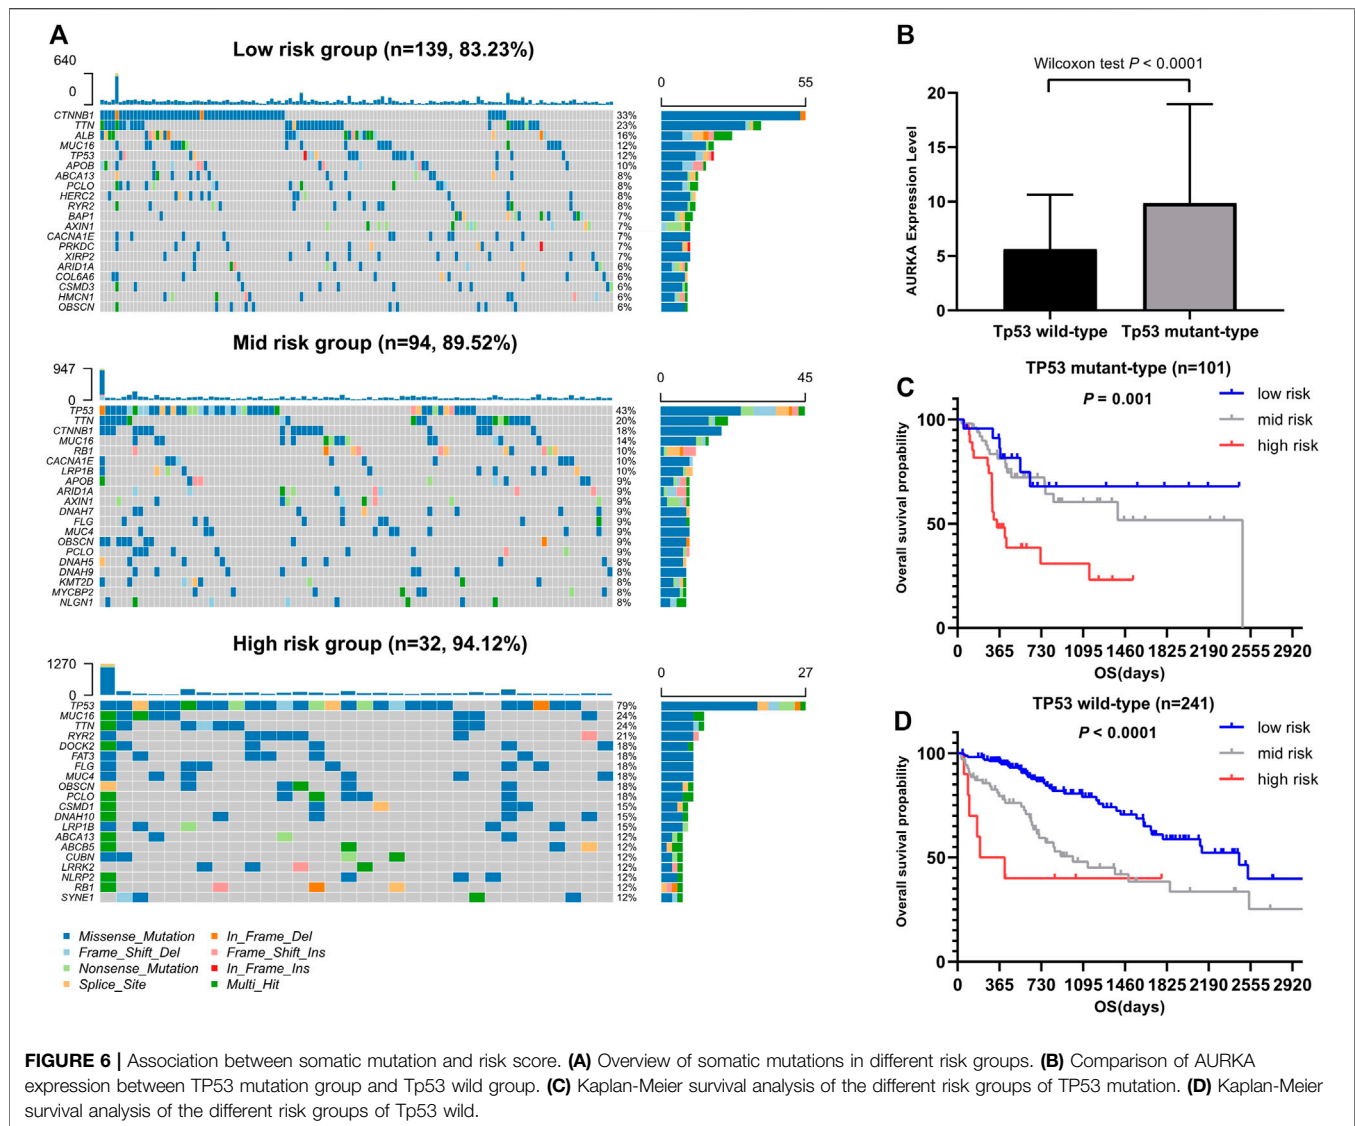 A
Low risk group (n=139, 83.23%)
640
0
0
55
CTNNB1
33%
TTN
23%
ALB
16%
MUC16
12%
TP53
12%
APOB
10%
ABCA13
8%
PCLO
8%
HERC2
8%
RYR2
8%
BAP1
7%
AXIN1
7%
CACNA1E
7%
PRKDC
7%
XIRP2
7%
ARID1A
6%
COL6A6
6%
CSMD3
6%
HMCN1
6%
OBSCN
6%
Mid risk group (n=94, 89.52%)
947
0
0
45
TP53
43%
TTN
20%
CTNNB1
18%
MUC16
14%
RB1
10%
CACNA1E
10%
LRP1B
10%
APOB
9%
ARID1A
9%
AXIN1
9%
DNAH7
9%
FLG
9%
MUC4
9%
OBSCN
9%
PCLO
9%
DNAH5
8%
DNAH9
8%
KMT2D
8%
MYCBP2
8%
NLGN1
8%
High risk group (n=32, 94.12%)
1270
0
0
27
TP53
79%
MUC16
24%
TTN
24%
RYR2
21%
DOCK2
18%
FAT3
18%
FLG
18%
MUC4
18%
OBSCN
18%
PCLO
18%
CSMD1
15%
DNAH10
15%
LRP1B
15%
ABCA13
12%
ABCB5
12%
CUBN
12%
LRRK2
12%
NLRP2
12%
RB1
12%
SYNE1
12%
Missense_Mutation
In_Frame_Del
Frame_Shift_Del
Frame_Shift_Ins
Nonsense_Mutation
In_Frame_Ins
Splice_Site
Multi_Hit
B
Wilcoxon test P < 0.0001
AURKA Expression Level
20
15
10
5
0
Tp53 wild-type
Tp53 mutant-type
C
TP53 mutant-type (n=101)
P = 0.001
low risk
mid risk
high risk
Overall suvival propability
100
50
0
0 365 730 1095 1460 1825 2190 2555 2920
OS(days)
D
TP53 wild-type (n=241)
P < 0.0001
low risk
mid risk
high risk
Overall suvival propability
100
50
0
0 365 730 1095 1460 1825 2190 2555 2920
OS(days)
FIGURE 6 | Association between somatic mutation and risk score. (A) Overview of somatic mutations in different risk groups. (B) Comparison of AURKA
expression between TP53 mutation group and Tp53 wild group. (C) Kaplan-Meier survival analysis of the different risk groups of TP53 mutation. (D) Kaplan-Meier
survival analysis of the different risk groups of Tp53 wild.